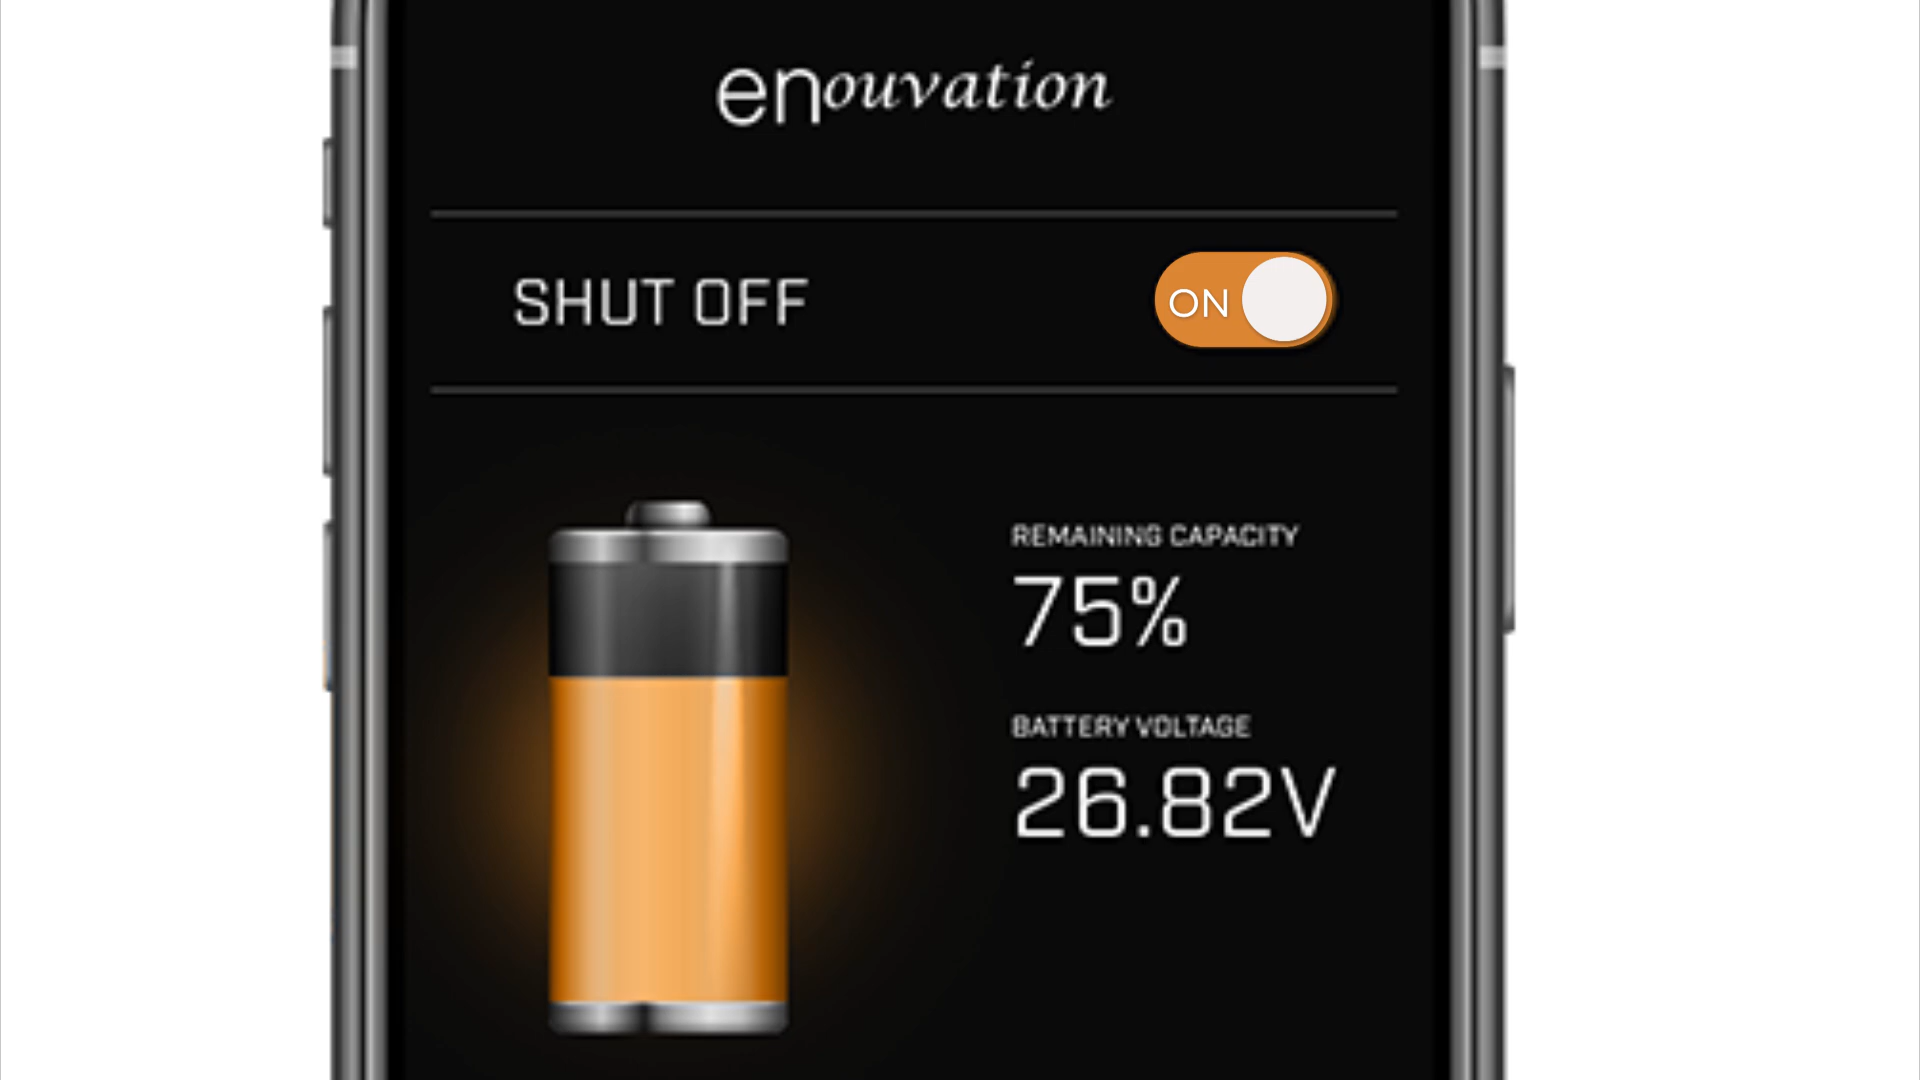 enouvation
SHUT OFF
ON
REMAINING CAPACITY
75%
BATTERY VOLTAGE
26.82V